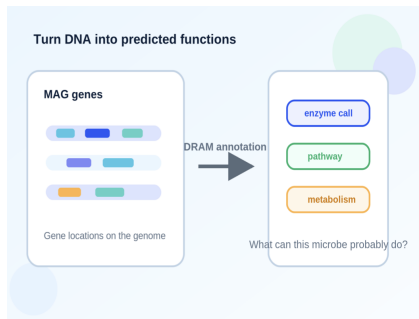 Turn DNA into predicted functions
MAG genes
Gene locations on the genome
DRAM annotation
enzyme call
pathway
metabolism
What can this microbe probably do?